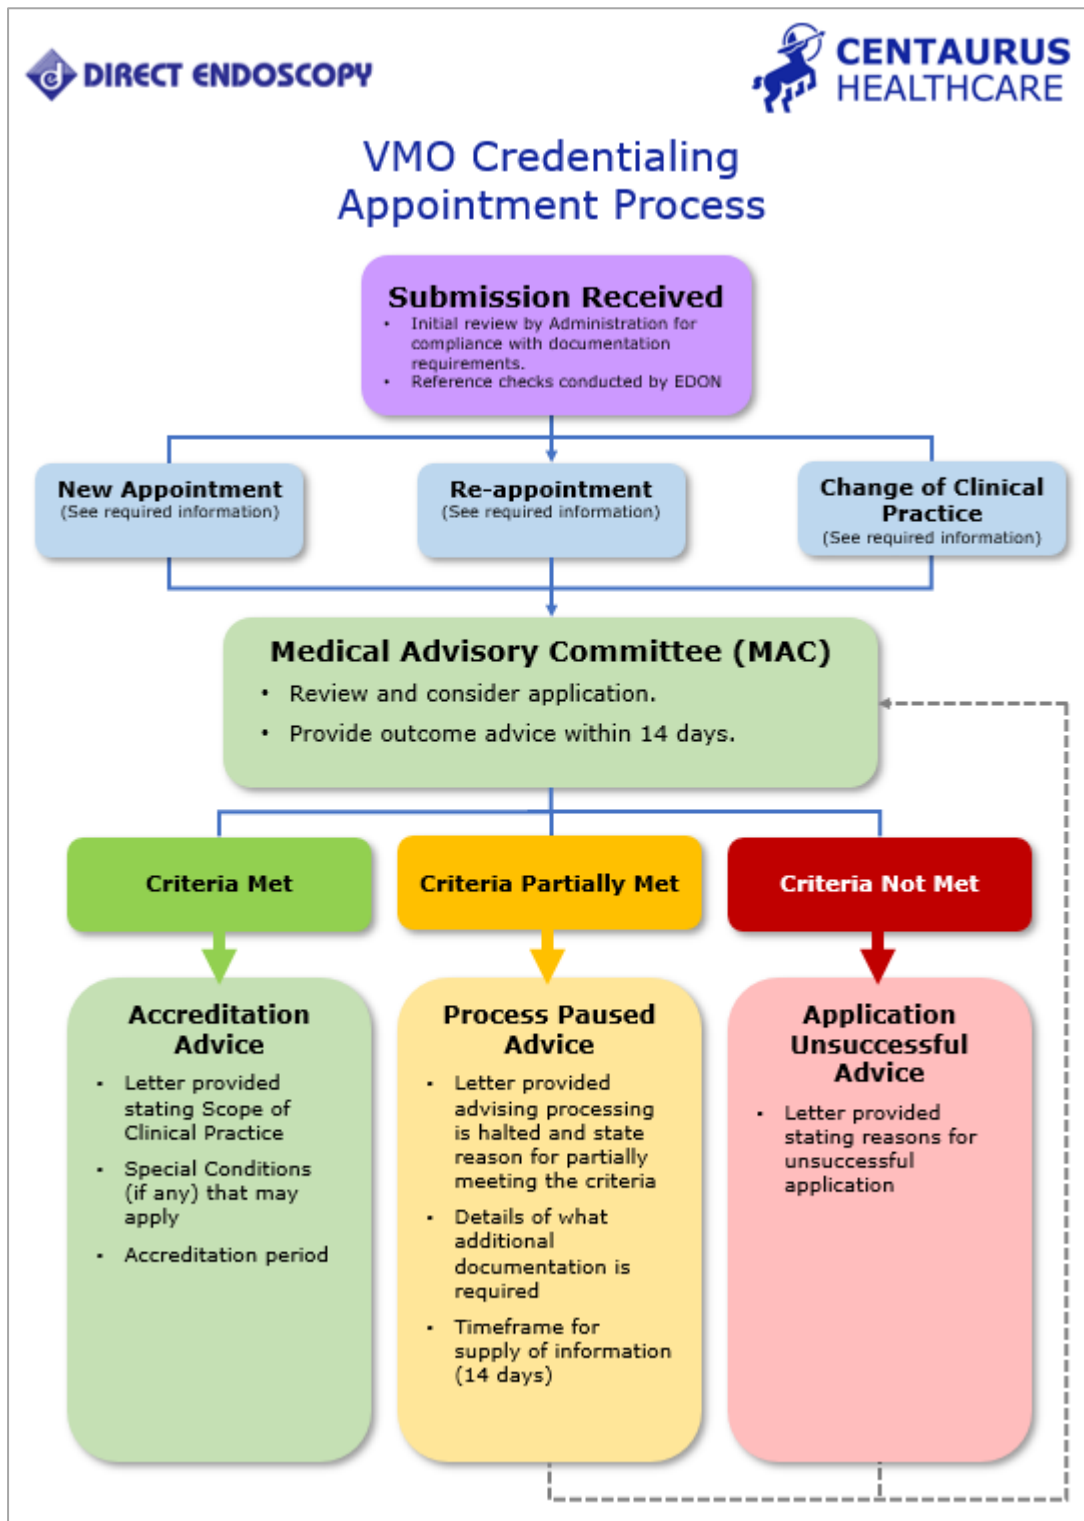 DIRECT ENDOSCOPY
CENTAURUS
HEALTHCARE
VMO Credentialing
Appointment Process
Submission Received
• Initial review by Administration for
compliance with documentation
requirements.
• Reference checks conducted by EDON
New Appointment
(See required information)
Re-appointment
(See required information)
Change of Clinical
Practice
(See required information)
Medical Advisory Committee (MAC)
• Review and consider application.
• Provide outcome advice within 14 days.
Criteria Met
Criteria Partially Met
Criteria Not Met
Accreditation
Advice
• Letter provided
stating Scope of
Clinical Practice
• Special Conditions
(if any) that may
apply
• Accreditation period
Process Paused
Advice
• Letter provided
advising processing
is halted and state
reason for partially
meeting the criteria
• Details of what
additional
documentation is
required
• Timeframe for
supply of information
(14 days)
Application
Unsuccessful
Advice
• Letter provided
stating reasons for
unsuccessful
application